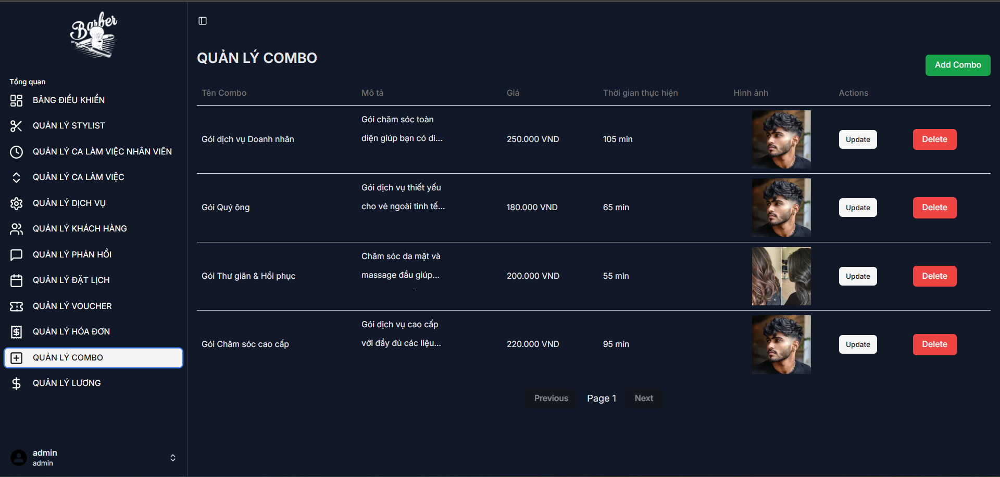 Barber
Tổng quan
BẢNG ĐIỀU KHIỂN
QUẢN LÝ STYLIST
QUẢN LÝ CA LÀM VIỆC NHÂN VIÊN
QUẢN LÝ CA LÀM VIỆC
QUẢN LÝ DỊCH VỤ
QUẢN LÝ KHÁCH HÀNG
QUẢN LÝ PHẢN HỒI
QUẢN LÝ ĐẶT LỊCH
QUẢN LÝ VOUCHER
QUẢN LÝ HÓA ĐƠN
QUẢN LÝ COMBO
QUẢN LÝ LƯƠNG
admin
admin
QUẢN LÝ COMBO
Add Combo
Tên Combo Mô tả Giá Thời gian thực hiện Hình ảnh Actions
Gói chăm sóc toàn
diện giúp bạn có di...
Gói dịch vụ Doanh nhân 250.000 VND 105 min Update Delete
Gói dịch vụ thiết yếu
cho vẻ ngoài tinh tế...
Gói Quý ông 180.000 VND 65 min Update Delete
Chăm sóc da mặt và
massage đầu giúp...
Gói Thư giãn & Hồi phục 200.000 VND 55 min Update Delete
Gói dịch vụ cao cấp
với đầy đủ các liệu...
Gói Chăm sóc cao cấp 220.000 VND 95 min Update Delete
Previous Page 1 Next